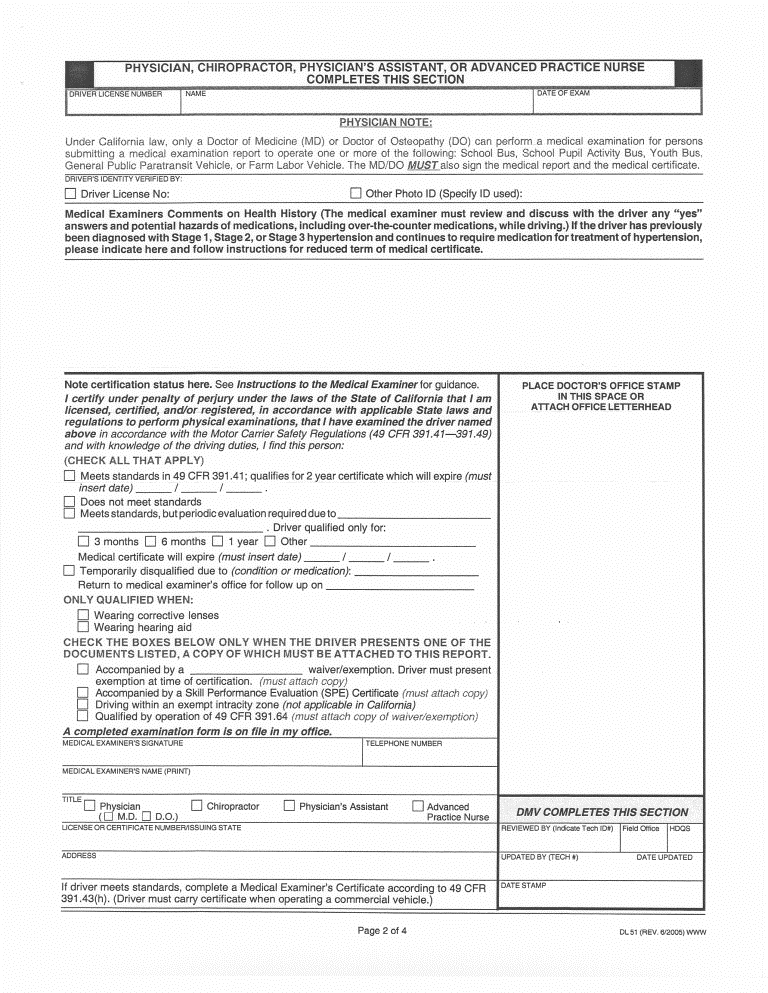 PHYSICIAN, CHIROPRACTOR, PHYSICIAN'S ASSISTANT, OR ADVANCED PRACTICE NURSE
COMPLETES THIS SECTION
DRIVER LICENSE NUMBER NAME DATE OF EXAM
PHYSICIAN NOTE:
Under California law, only a Doctor of Medicine (MD) or Doctor of Osteopathy (DO) can perform a medical examination for persons
submitting a medical examination report to operate one or more of the following: School Bus, School Pupil Activity Bus, Youth Bus,
General Public Paratransit Vehicle, or Farm Labor Vehicle. The MD/DO MUST also sign the medical report and the medical certificate.
DRIVER'S IDENTITY VERIFIED BY:
Driver License No: Other Photo ID (Specify ID used):
Medical Examiners Comments on Health History (The medical examiner must review and discuss with the driver any "yes"
answers and potential hazards of medications, including over-the-counter medications, while driving.) If the driver has previously
been diagnosed with Stage 1, Stage 2, or Stage 3 hypertension and continues to require medication for treatment of hypertension,
please indicate here and follow instructions for reduced term of medical certificate.
Note certification status here. See Instructions to the Medical Examiner for guidance.
I certify under penalty of perjury under the laws of the State of California that I am
licensed, certified, and/or registered, in accordance with applicable State laws and
regulations to perform physical examinations, that I have examined the driver named
above in accordance with the Motor Carrier Safety Regulations (49 CFR 391.41—391.49)
and with knowledge of the driving duties, I find this person:
(CHECK ALL THAT APPLY)
Meets standards in 49 CFR 391.41; qualifies for 2 year certificate which will expire (must
insert date) ______ / ______ / ______ .
Does not meet standards
Meets standards, but periodic evaluation required due to ____________________
____________________ . Driver qualified only for:
3 months 6 months 1 year Other ____________________
Medical certificate will expire (must insert date) ______ / ______ / ______ .
Temporarily disqualified due to (condition or medication): ____________________
Return to medical examiner's office for follow up on ____________________
ONLY QUALIFIED WHEN:
Wearing corrective lenses
Wearing hearing aid
CHECK THE BOXES BELOW ONLY WHEN THE DRIVER PRESENTS ONE OF THE
DOCUMENTS LISTED, A COPY OF WHICH MUST BE ATTACHED TO THIS REPORT.
Accompanied by a ____________________ waiver/exemption. Driver must present
exemption at time of certification. (must attach copy)
Accompanied by a Skill Performance Evaluation (SPE) Certificate (must attach copy)
Driving within an exempt intracity zone (not applicable in California)
Qualified by operation of 49 CFR 391.64 (must attach copy of waiver/exemption)
A completed examination form is on file in my office.
MEDICAL EXAMINER'S SIGNATURE TELEPHONE NUMBER
MEDICAL EXAMINER'S NAME (PRINT)
TITLE Physician Chiropractor Physician's Assistant Advanced
( M.D. D.O.) Practice Nurse
LICENSE OR CERTIFICATE NUMBER/ISSUING STATE
ADDRESS
If driver meets standards, complete a Medical Examiner's Certificate according to 49 CFR
391.43(h). (Driver must carry certificate when operating a commercial vehicle.)
PLACE DOCTOR'S OFFICE STAMP
IN THIS SPACE OR
ATTACH OFFICE LETTERHEAD
DMV COMPLETES THIS SECTION
REVIEWED BY (Indicate Tech ID#) Field Office HDQS
UPDATED BY (TECH #) DATE UPDATED
DATE STAMP
Page 2 of 4
DL 51 (REV. 6/2005) WWW